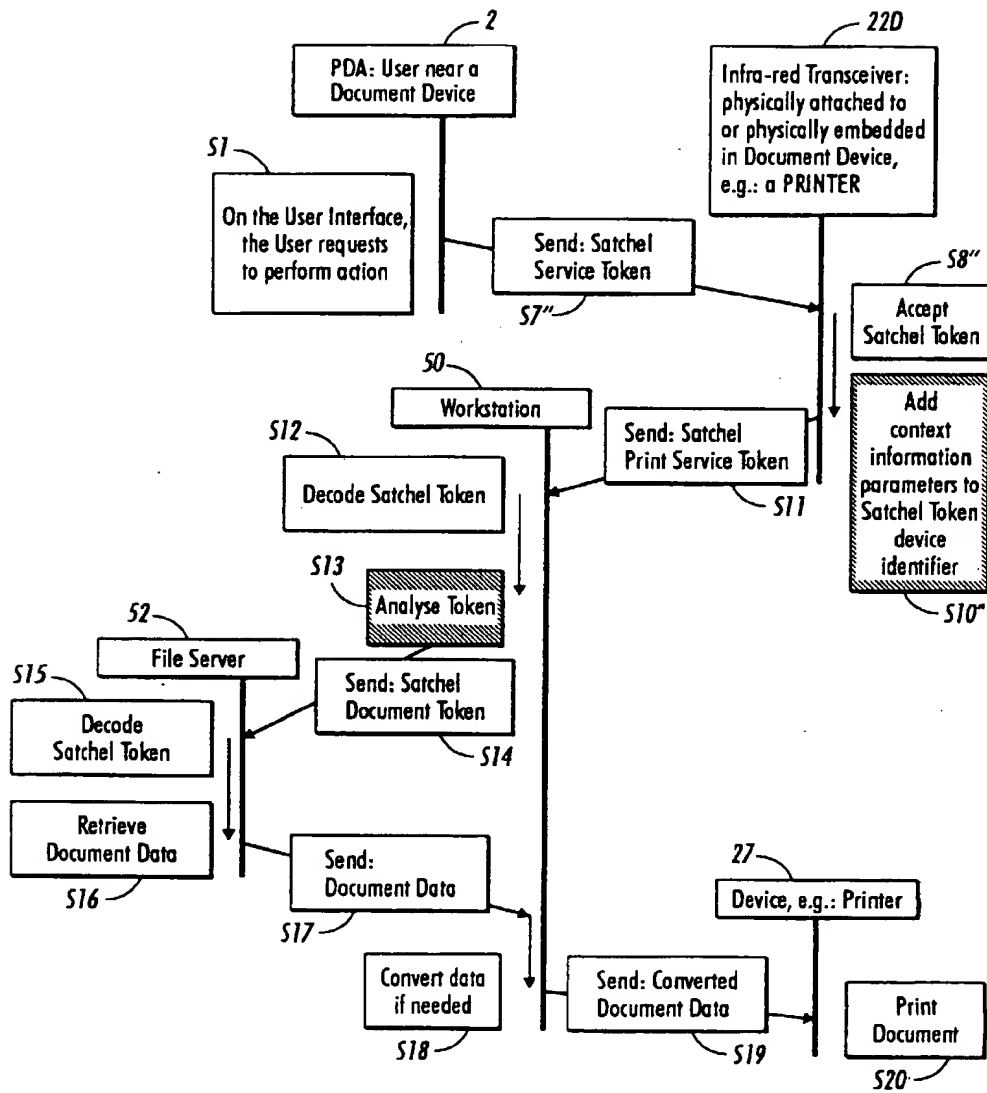 2
PDA: User near a
Document Device
22D
Infra-red Transceiver:
physically attached to
or physically embedded
in Document Device,
e.g.: a PRINTER
S1
On the User Interface,
the User requests
to perform action
Send: Satchel
Service Token
S7"
S8"
Accept
Satchel Token
50
Workstation
Add
context
information
parameters to
Satchel Token
device
identifier
S10"
S12
Decode Satchel Token
Send: Satchel
Print Service Token
S11
S13
Analyse Token
52
File Server
S15
Decode
Satchel Token
Send: Satchel
Document Token
S14
Retrieve
Document Data
S16
Send:
Document Data
S17
27
Device, e.g.: Printer
Convert data
if needed
S18
Send: Converted
Document Data
S19
Print
Document
S20